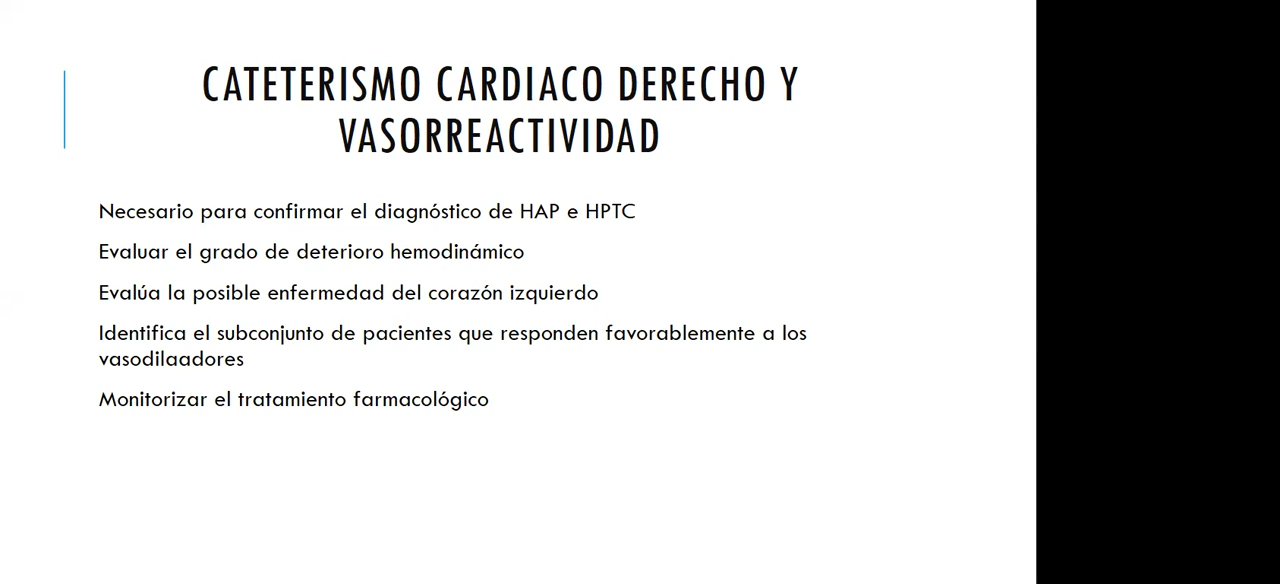 CATETERISMO CARDIACO DERECHO Y
VASORREACTIVIDAD
Necesario para confirmar el diagnóstico de HAP e HPTC
Evaluar el grado de deterioro hemodinámico
Evalúa la posible enfermedad del corazón izquierdo
Identifica el subconjunto de pacientes que responden favorablemente a los
vasodilaadores
Monitorizar el tratamiento farmacológico